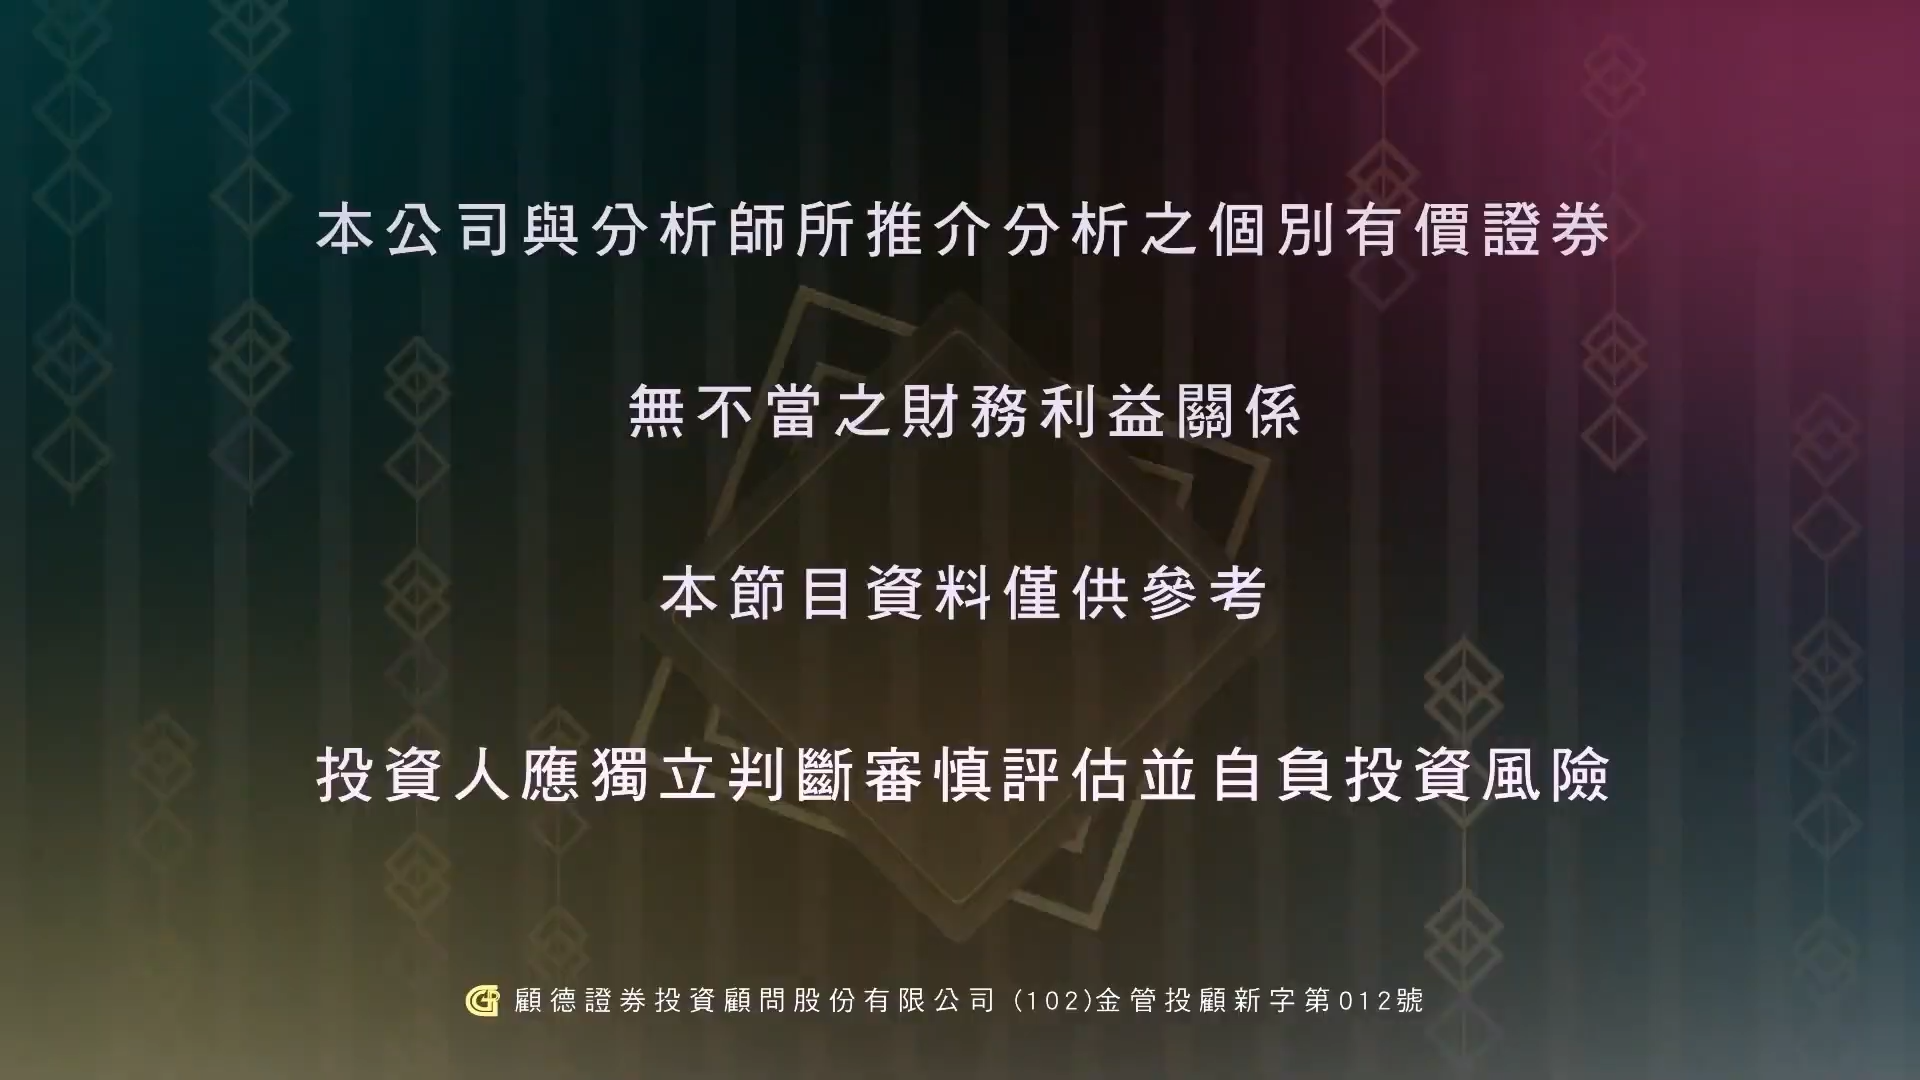 本公司與分析師所推介分析之個別有價證券
無不當之財務利益關係
本節目資料僅供參考
投資人應獨立判斷審慎評估並自負投資風險
顧德證券投資顧問股份有限公司 (102)金管投顧新字第012號